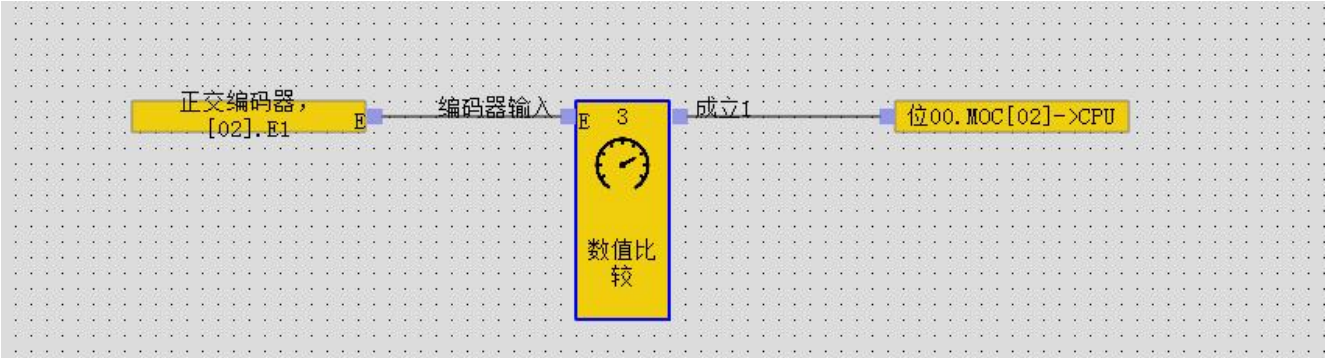 正交编码器,
[02].E1
E
编码器输入
E
3
数值比
较
成立1
位00.MOC[02]->CPU